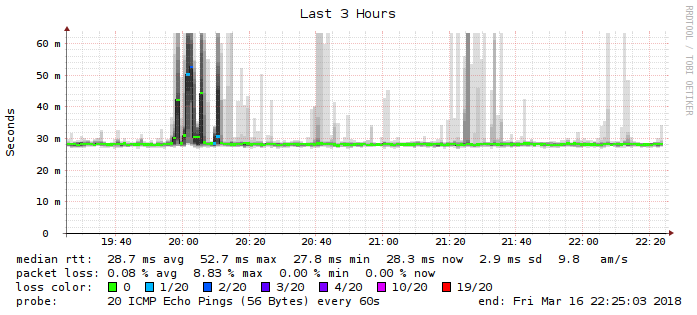 Last 3 Hours
RRDTOOL / TOBI OETIKER
Seconds
60 m
50 m
40 m
30 m
20 m
10 m
0
19:40 20:00 20:20 20:40 21:00 21:20 21:40 22:00 22:20
median rtt: 28.7 ms avg 52.7 ms max 27.8 ms min 28.3 ms now 2.9 ms sd 9.8 am/s
packet loss: 0.08 % avg 8.83 % max 0.00 % min 0.00 % now
loss color: 0 1/20 2/20 3/20 4/20 10/20 19/20
probe: 20 ICMP Echo Pings (56 Bytes) every 60s end: Fri Mar 16 22:25:03 2018